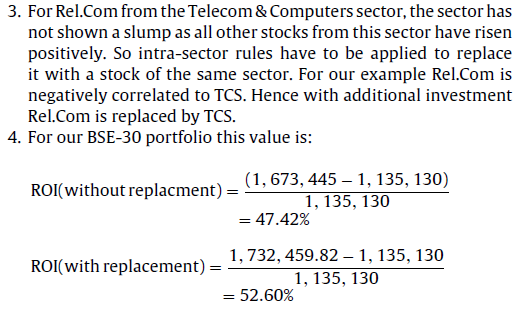 3. For Rel.Com from the Telecom & Computers sector, the sector has
not shown a slump as all other stocks from this sector have risen
positively. So intra-sector rules have to be applied to replace
it with a stock of the same sector. For our example Rel.Com is
negatively correlated to TCS. Hence with additional investment
Rel.Com is replaced by TCS.
4. For our BSE-30 portfolio this value is:
ROI(without replacment) = (1, 673, 445 – 1, 135, 130)
1, 135, 130
= 47.42%
ROI(with replacement) = 1, 732, 459.82 – 1, 135, 130
1, 135, 130
= 52.60%